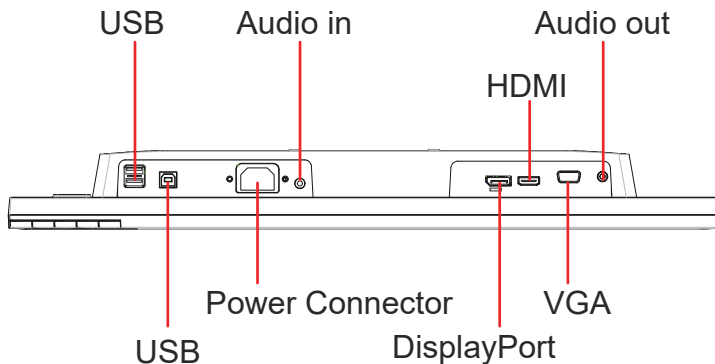 USB
Audio in
Audio out
HDMI
Power Connector
VGA
USB
DisplayPort